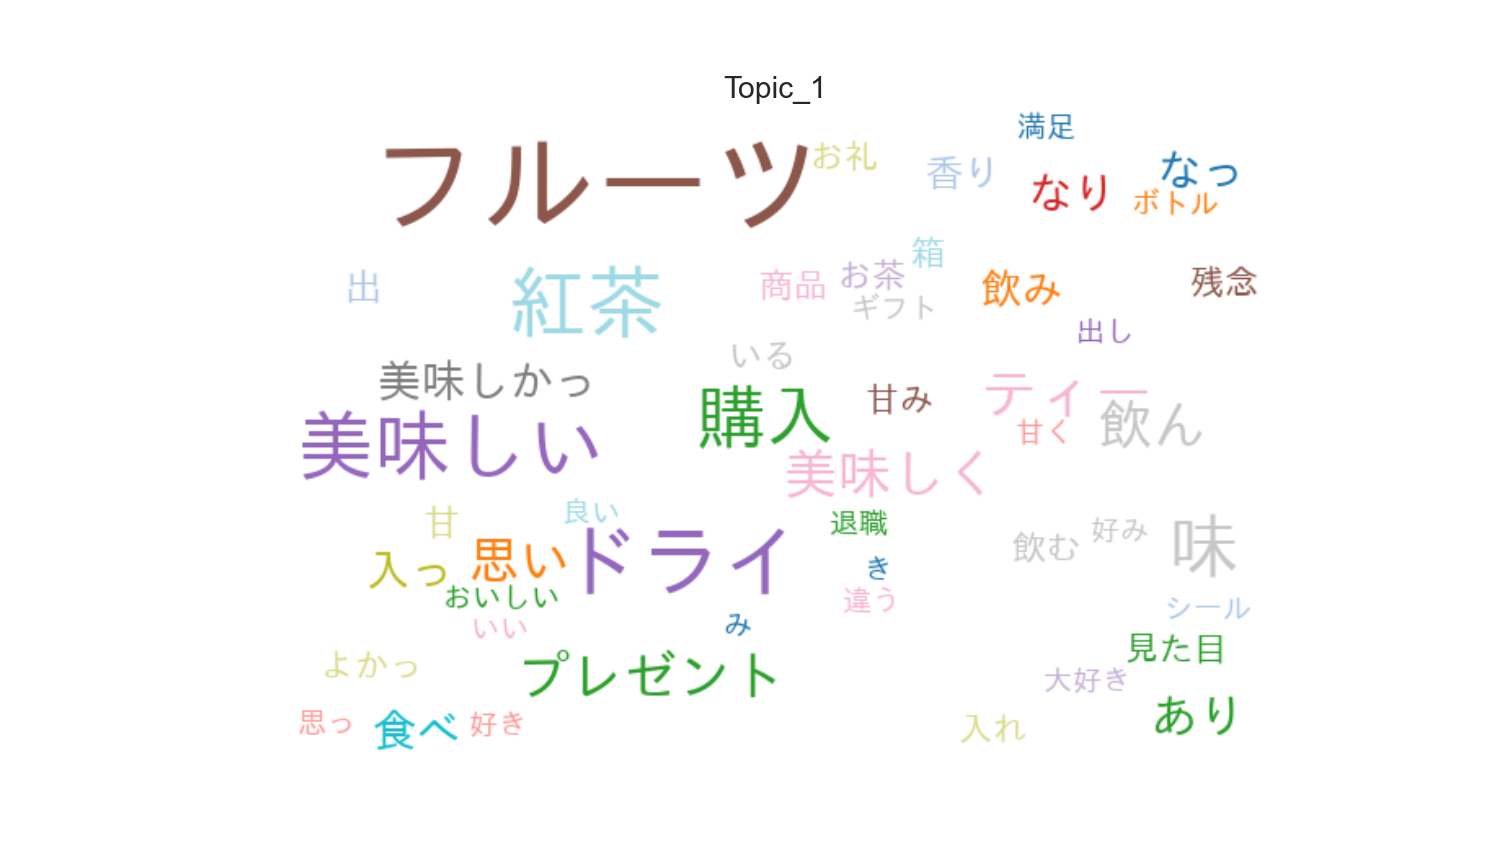 Topic_1
満足
フルーツ
お礼
香り
なり
なっ
ボトル
出
紅茶
商品
お茶
箱
ギフト
飲み
残念
出し
いる
美味しかっ
購入
甘み
ティー
甘く
飲ん
美味しい
美味しく
甘
良い
退職
飲む
好み
味
入っ
思い
ドライ
き
おいしい
違う
シール
いい
み
見た目
よかっ
プレゼント
大好き
思っ
食べ
好き
入れ
あり